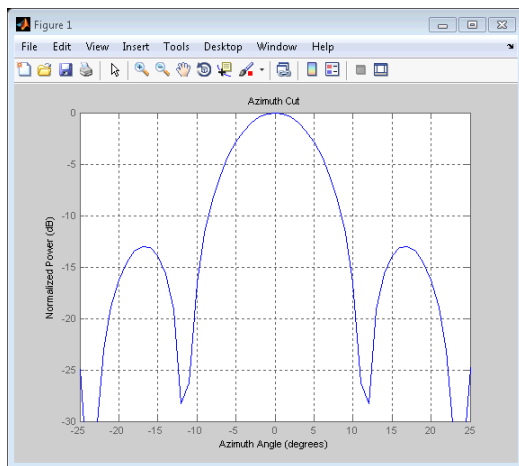 Figure 1
File Edit View Insert Tools Desktop Window Help
Azimuth Cut
0
-5
-10
-15
-20
-25
-30
Normalized Power (dB)
-25 -20 -15 -10 -5 0 5 10 15 20 25
Azimuth Angle (degrees)